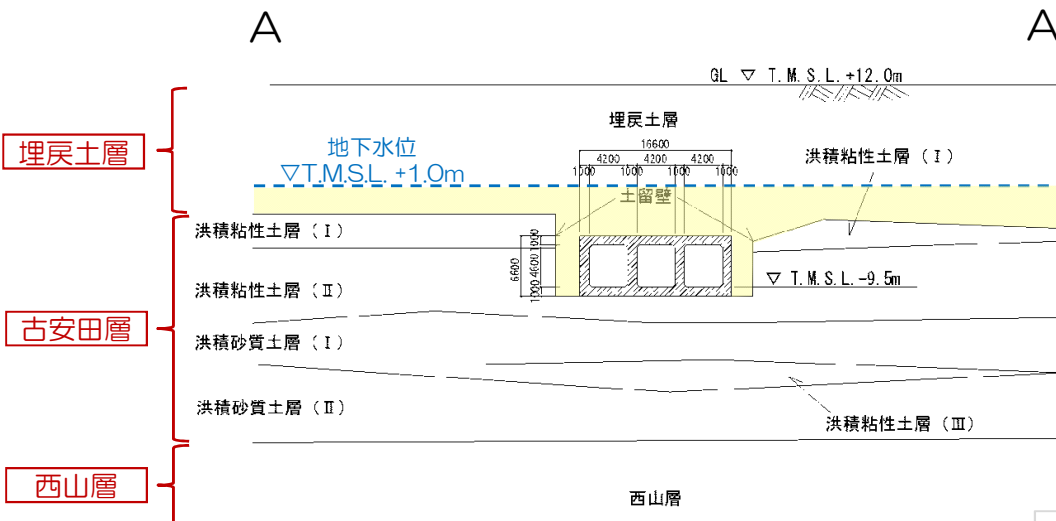 A
A
GL ▽ T.M.S.L.+12.0m
埋戻土層
埋戻土層
16600
4200 4200 4200
1000 1000 1000 1000
地下水位
▽T.M.S.L. +1.0m
洪積粘性土層(Ⅰ)
土留壁
洪積粘性土層(Ⅰ)
6600
1000 4600 1000
▽ T.M.S.L.-9.5m
洪積粘性土層(Ⅱ)
古安田層
洪積砂質土層(Ⅰ)
洪積砂質土層(Ⅱ)
洪積粘性土層(Ⅲ)
西山層
西山層